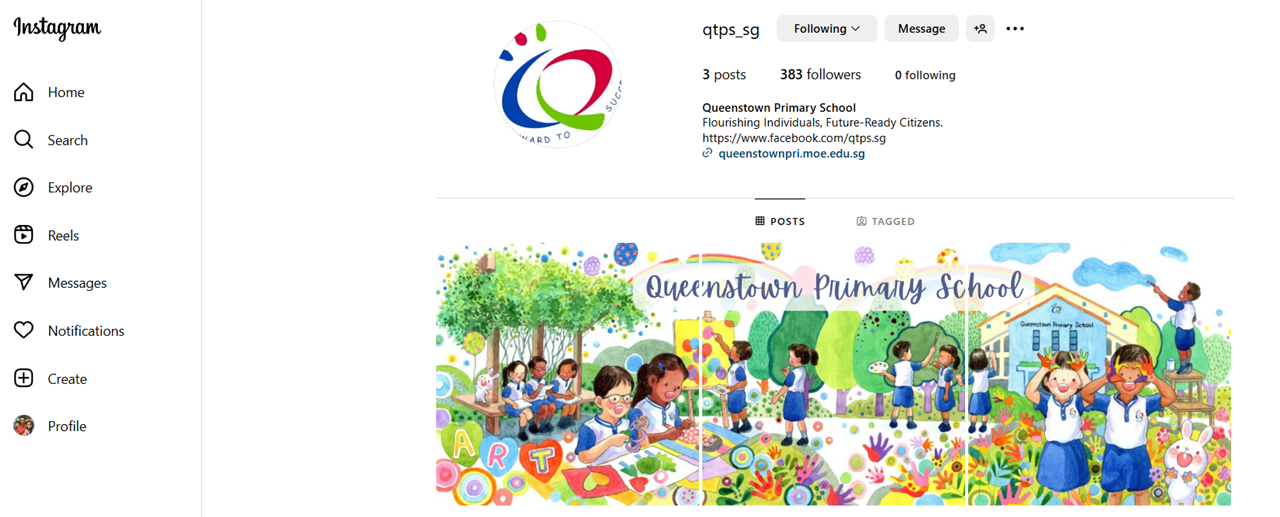 Instagram
Home
Search
Explore
Reels
Messages
Notifications
Create
Profile
WARD TO SUCC
qtps_sg Following Message
3 posts 383 followers 0 following
Queenstown Primary School
Flourishing Individuals, Future-Ready Citizens.
https://www.facebook.com/qtps.sg
queenstownpri.moe.edu.sg
POSTS TAGGED
Queenstown Primary School
Queenstown Primary School
ART